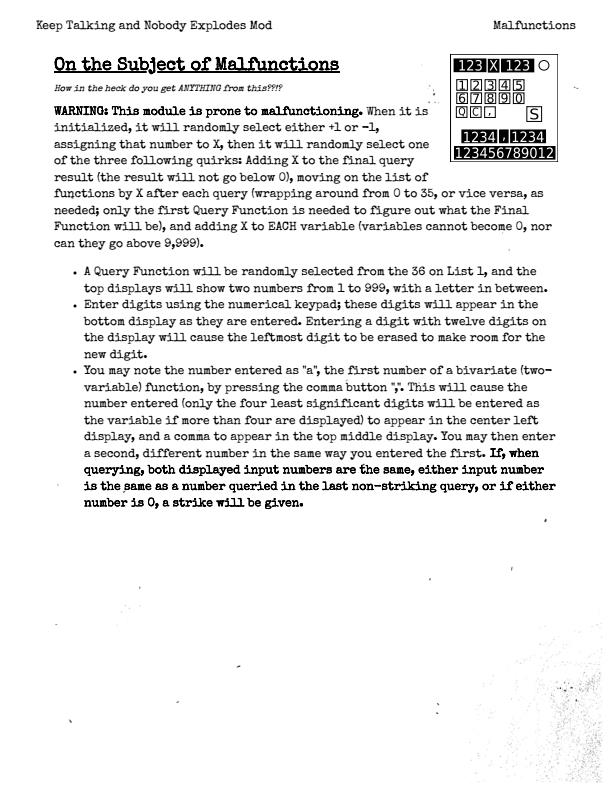 Keep Talking and Nobody Explodes Mod
Malfunctions
On the Subject of Malfunctions
How in the heck do you get ANYTHING from this??!?
123 X 123
1 2 3 4 5
6 7 8 9 0
Q C ,
S
1234 , 1234
123456789012
WARNING: This module is prone to malfunctioning. When it is
initialized, it will randomly select either +1 or -1,
assigning that number to X, then it will randomly select one
of the three following quirks: Adding X to the final query
result (the result will not go below 0), moving on the list of
functions by X after each query (wrapping around from 0 to 35, or vice versa, as
needed; only the first Query Function is needed to figure out what the Final
Function will be), and adding X to EACH variable (variables cannot become 0, nor
can they go above 9,999).
• A Query Function will be randomly selected from the 36 on List 1, and the
top displays will show two numbers from 1 to 999, with a letter in between.
• Enter digits using the numerical keypad; these digits will appear in the
bottom display as they are entered. Entering a digit with twelve digits on
the display will cause the leftmost digit to be erased to make room for the
new digit.
• You may note the number entered as "a", the first number of a bivariate (two-
variable) function, by pressing the comma button ",". This will cause the
number entered (only the four least significant digits will be entered as
the variable if more than four are displayed) to appear in the center left
display, and a comma to appear in the top middle display. You may then enter
a second, different number in the same way you entered the first. If, when
querying, both displayed input numbers are the same, either input number
is the same as a number queried in the last non-striking query, or if either
number is 0, a strike will be given.